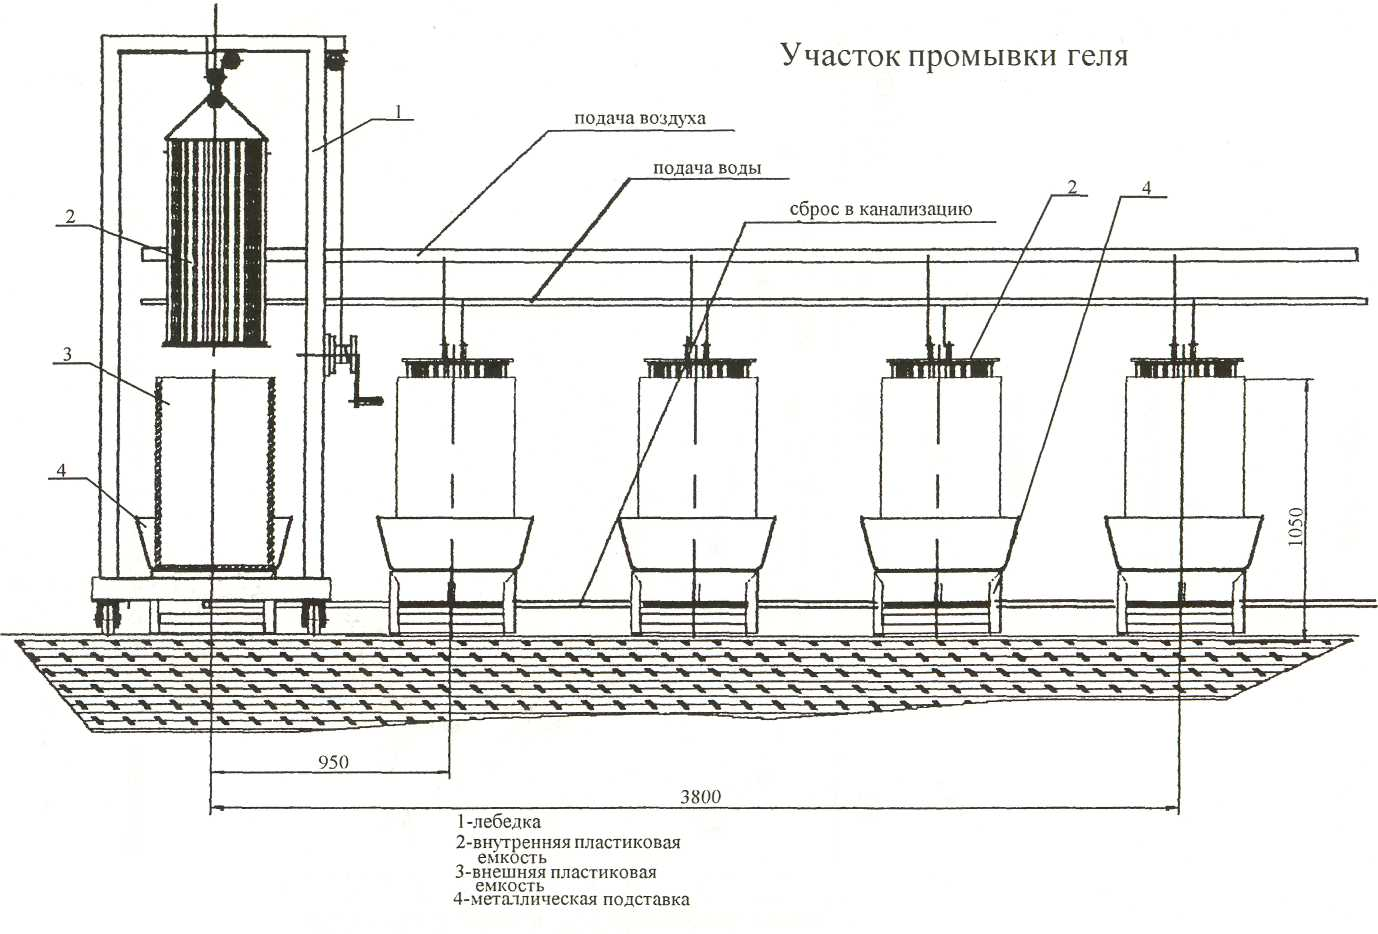 Участок промывки геля
1
подача воздуха
подача воды
2
4
сброс в канализацию
2
3
4
1050
950
3800
1-лебедка
2-внутренняя пластиковая
емкость
3-внешняя пластиковая
емкость
4-металлическая подставка